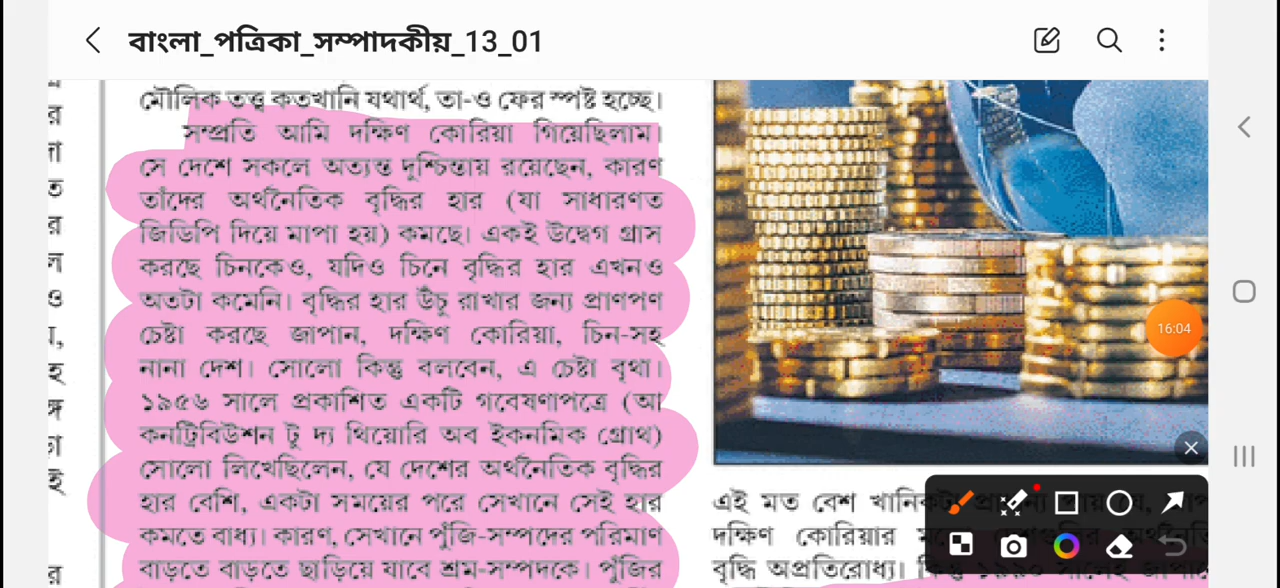 বাংলা_পত্রিকা_সম্পাদকীয়_13_01
মৌলিক তত্ত্ব কতখানি যথার্থ, তা-ও ফের স্পষ্ট হচ্ছে।
সম্প্রতি আমি দক্ষিণ কোরিয়া গিয়েছিলাম।
সে দেশে সকলে অত্যন্ত দুশ্চিন্তায় রয়েছেন, কারণ
তাঁদের অর্থনৈতিক বৃদ্ধির হার (যা সাধারণত
জিডিপি দিয়ে মাপা হয়) কমছে। একই উদ্বেগ গ্রাস
করছে চিনকেও, যদিও চিনে বৃদ্ধির হার এখনও
অতটা কমেনি। বৃদ্ধির হার উঁচু রাখার জন্য প্রাণপণ
চেষ্টা করছে জাপান, দক্ষিণ কোরিয়া, চিন-সহ
নানা দেশ। সোলো কিন্তু বলবেন, এ চেষ্টা বৃথা।
১৯৫৬ সালে প্রকাশিত একটি গবেষণাপত্রে (আ
কনট্রিবিউশন টু দ্য থিয়োরি অব ইকনমিক গ্রোথ)
সোলো লিখেছিলেন, যে দেশের অর্থনৈতিক বৃদ্ধির
হার বেশি, একটা সময়ের পরে সেখানে সেই হার
কমতে বাধ্য। কারণ, সেখানে পুঁজি-সম্পদের পরিমাণ
বাড়তে বাড়তে ছাড়িয়ে যাবে শ্রম-সম্পদকে। পুঁজির
16:04
এই মত বেশ
দক্ষিণ কোরিয়ার
বৃদ্ধি অপ্রতিরোধ্য। কিন্তু ১৯৯০